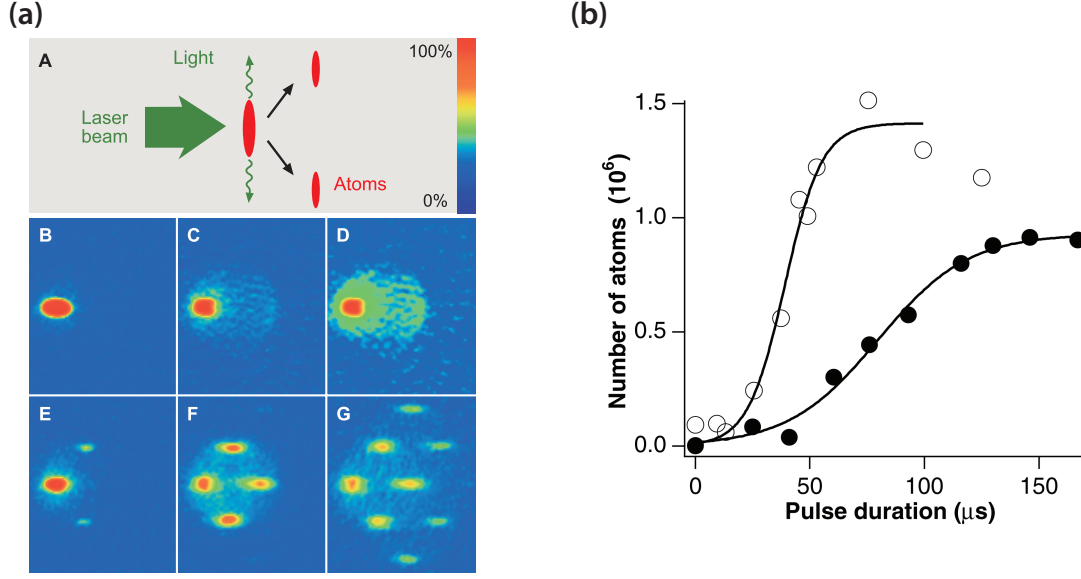 (a)
A
Light
Laser
beam
Atoms
100%
0%
B
C
D
E
F
G
(b)
Number of atoms (10⁶)
1.5
1.0
0.5
0.0
0
50
100
150
Pulse duration (μs)